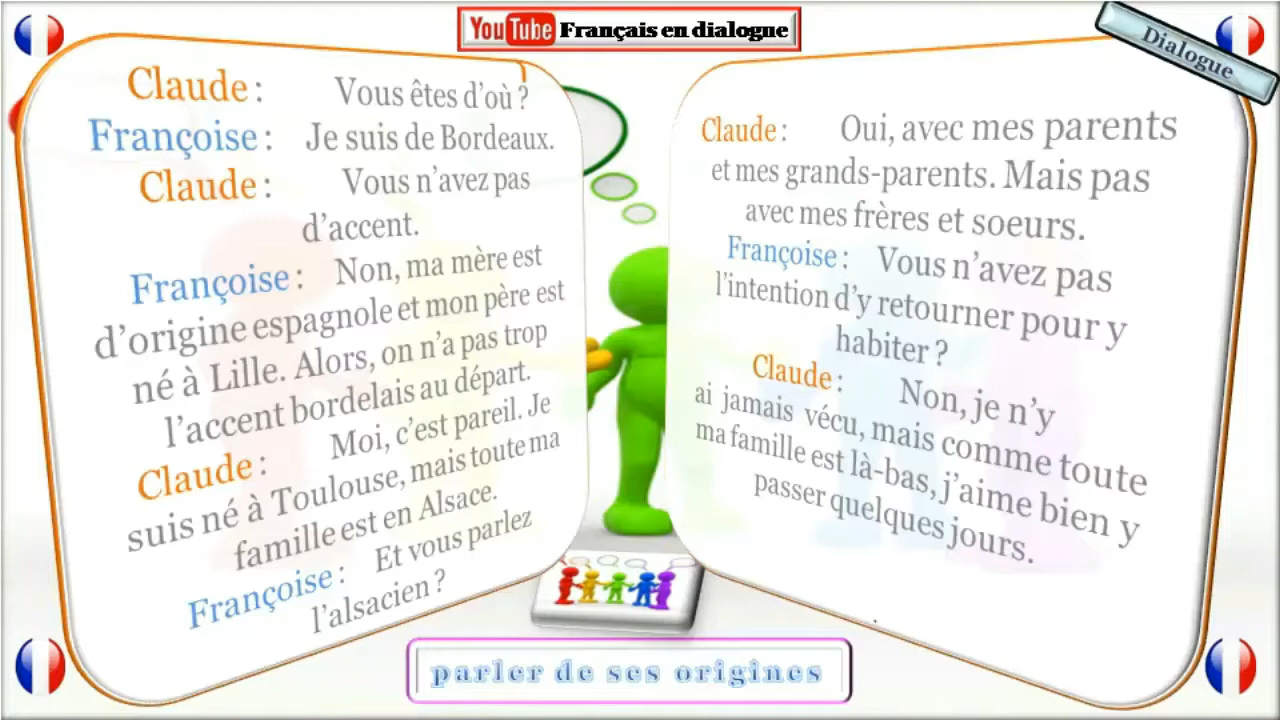 YouTube Français en dialogue
Dialogue
Claude : Vous êtes d'où ?
Françoise : Je suis de Bordeaux.
Claude : Vous n'avez pas
d'accent.
Françoise : Non, ma mère est
d'origine espagnole et mon père est
né à Lille. Alors, on n'a pas trop
l'accent bordelais au départ.
Claude : Moi, c'est pareil. Je
suis né à Toulouse, mais toute ma
famille est en Alsace.
Françoise : Et vous parlez
l'alsacien ?
Claude : Oui, avec mes parents
et mes grands-parents. Mais pas
avec mes frères et soeurs.
Françoise : Vous n'avez pas
l'intention d'y retourner pour y
habiter ?
Claude : Non, je n'y
ai jamais vécu, mais comme toute
ma famille est là-bas, j'aime bien y
passer quelques jours.
parler de ses origines